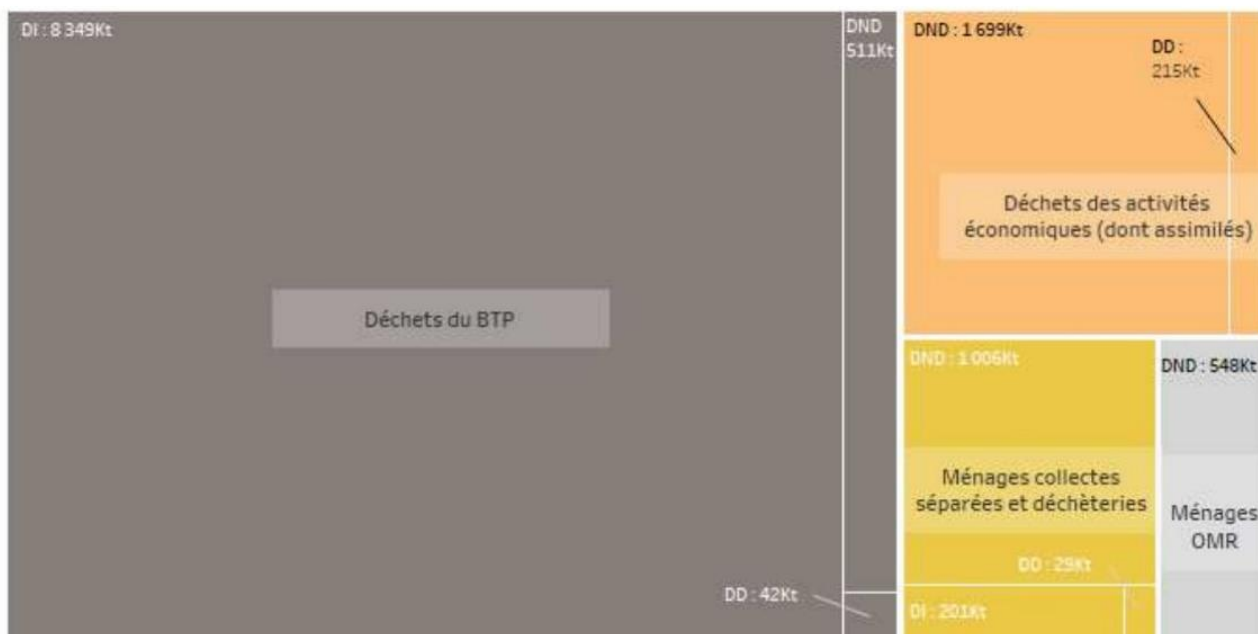 DI : 8 349Kt
DND
511Kt
Déchets du BTP
DD : 42Kt
DND : 1 699Kt
DD :
215Kt
Déchets des activités
économiques (dont assimilés)
DND : 1 006Kt
Ménages collectes
séparées et déchèteries
DD : 29Kt
DI : 201Kt
DND : 548Kt
Ménages
OMR